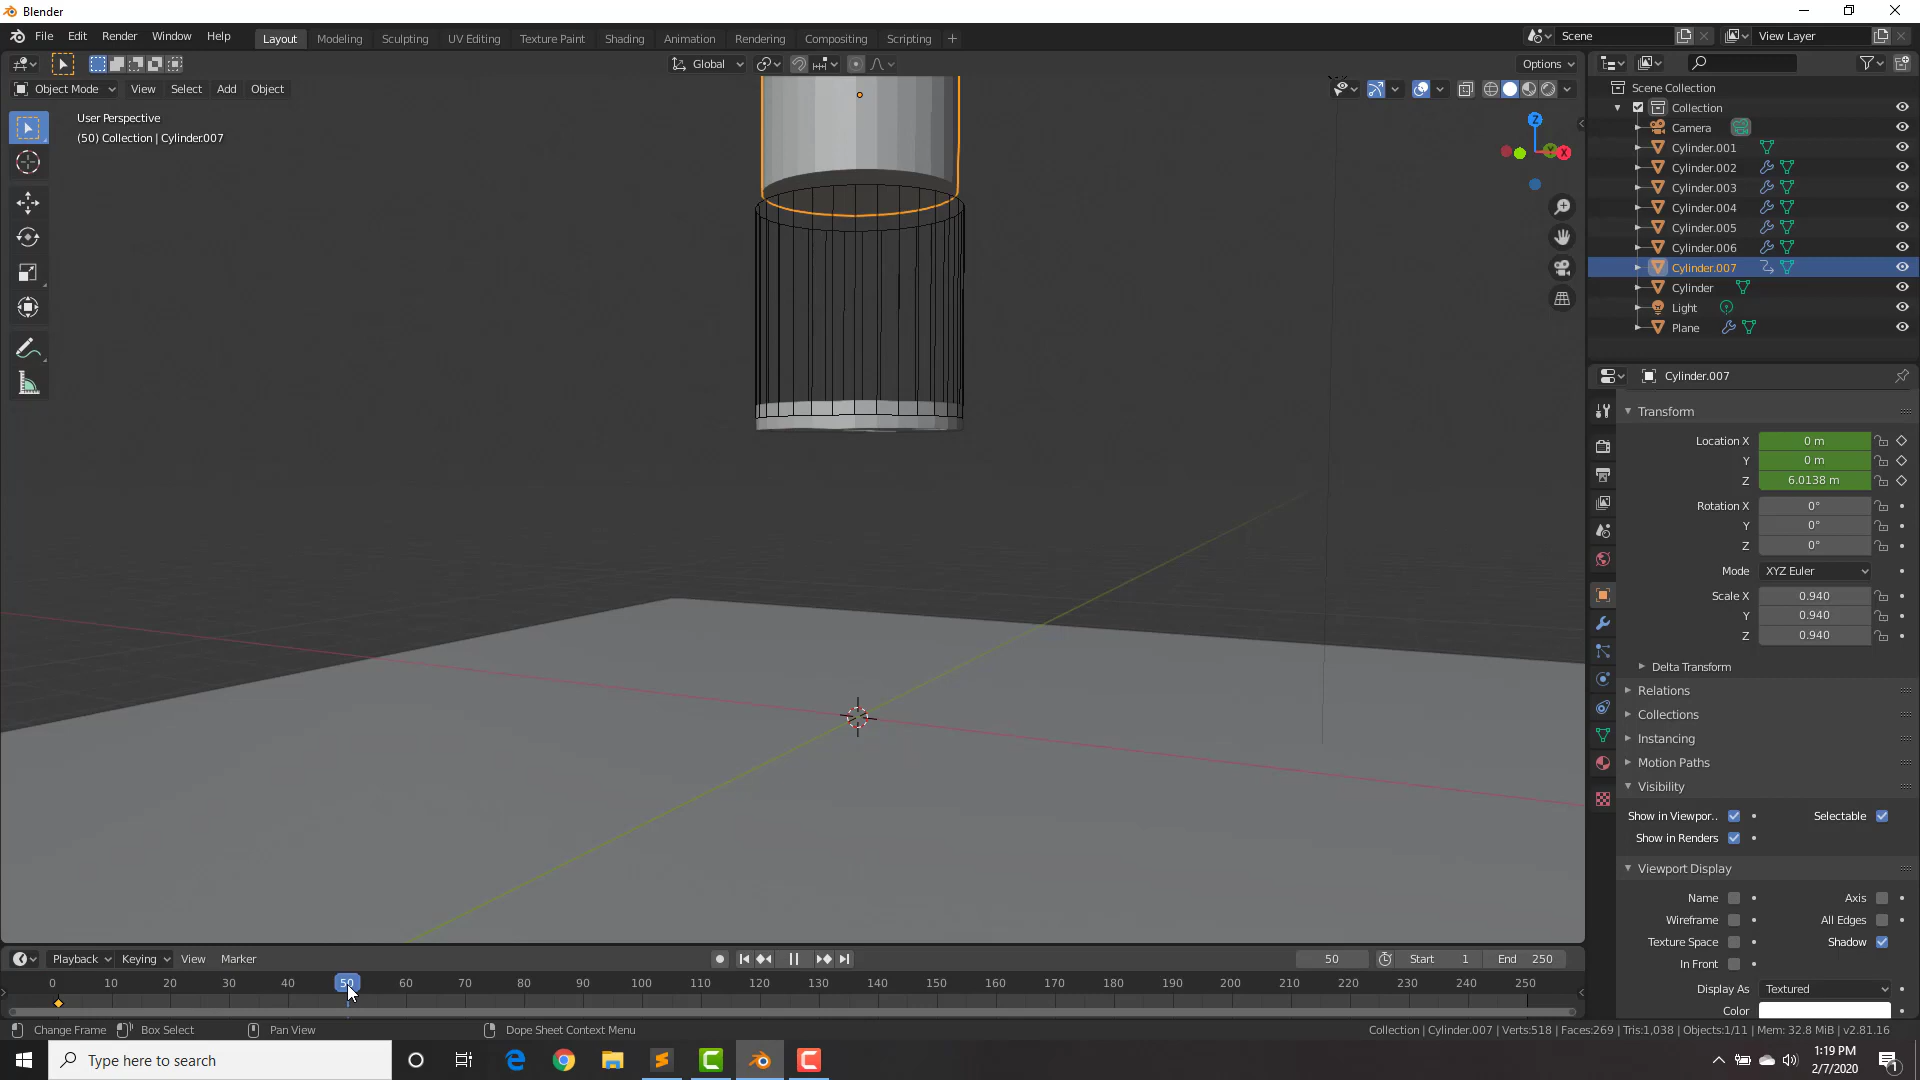 Blender
File Edit Render Window Help
Layout Modeling Sculpting UV Editing Texture Paint Shading Animation Rendering Compositing Scripting +
Scene
View Layer
Global
Options
Object Mode View Select Add Object
User Perspective
(50) Collection | Cylinder.007
Z
Y
X
Scene Collection
Collection
Camera
Cylinder.001
Cylinder.002
Cylinder.003
Cylinder.004
Cylinder.005
Cylinder.006
Cylinder.007
Cylinder
Light
Plane
Cylinder.007
Transform
Location X 0 m
Y 0 m
Z 6.0138 m
Rotation X 0°
Y 0°
Z 0°
Mode XYZ Euler
Scale X 0.940
Y 0.940
Z 0.940
Delta Transform
Relations
Collections
Instancing
Motion Paths
Visibility
Show in Viewpor.. Selectable
Show in Renders
Viewport Display
Name Axis
Wireframe All Edges
Texture Space Shadow
In Front
Display As Textured
Color
Playback Keying View Marker
50 Start 1 End 250
0 10 20 30 40 50 60 70 80 90 100 110 120 130 140 150 160 170 180 190 200 210 220 230 240 250
Change Frame Box Select Pan View Dope Sheet Context Menu
Collection | Cylinder.007 | Verts:518 | Faces:269 | Tris:1,038 | Objects:1/11 | Mem: 32.8 MiB | v2.81.16
Type here to search
1:19 PM
2/7/2020
1